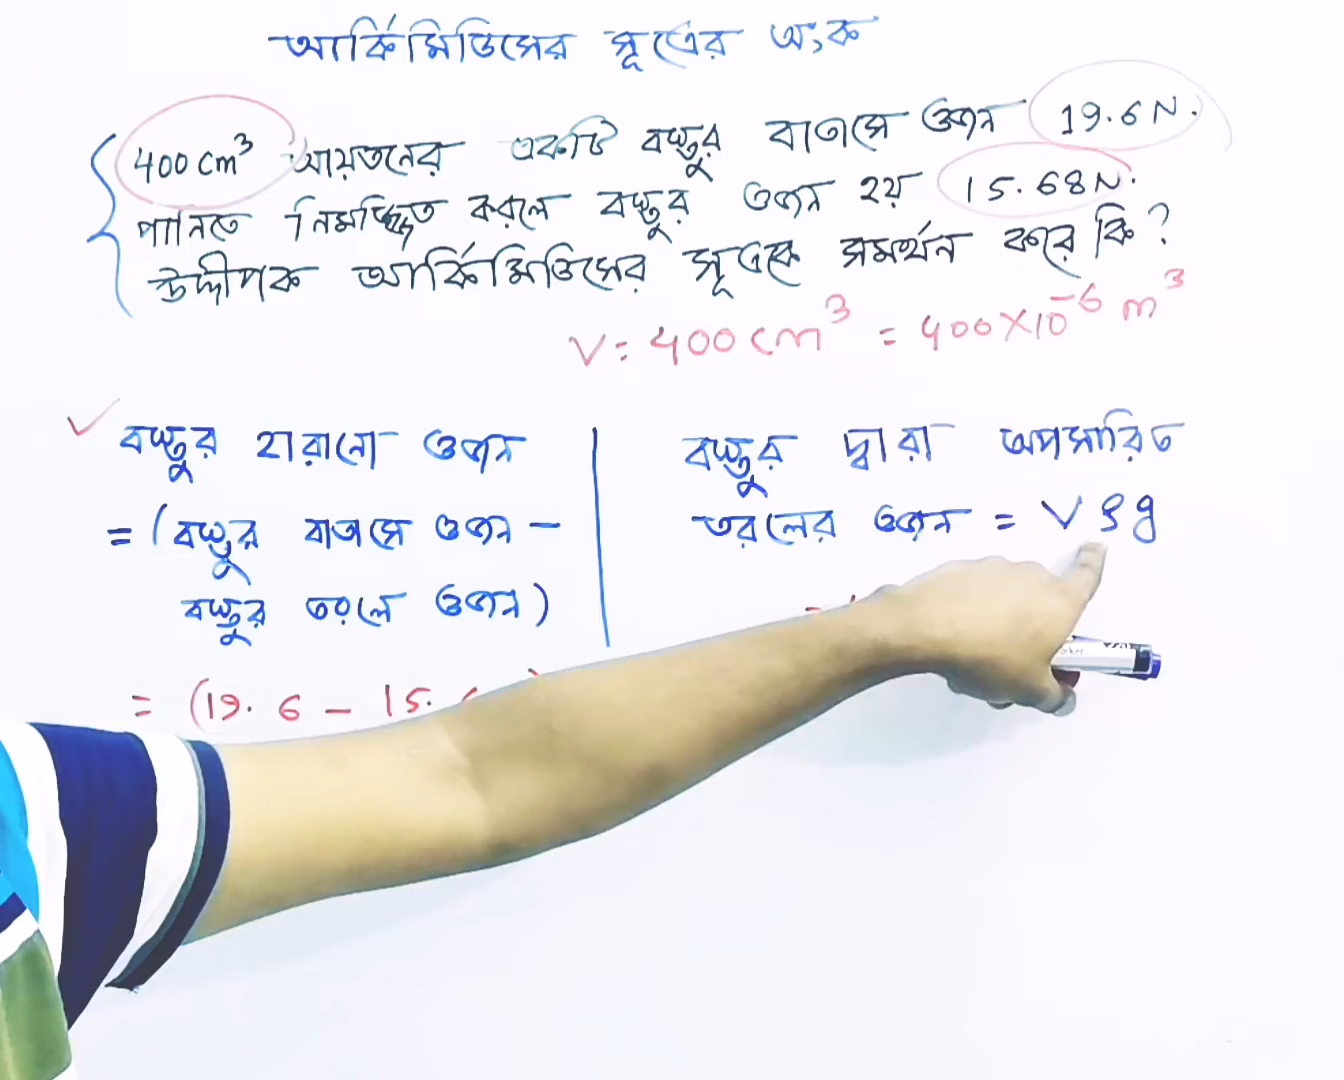 আর্কিমিডিসের সূত্রের অংক
400 cm³ আয়তনের একটি বস্তুর বাতাসে ওজন 19.6 N.
পানিতে নিমজ্জিত করলে বস্তুর ওজন হয় 15.68 N.
উদ্দীপক আর্কিমিডিসের সূত্রকে সমর্থন করে কি?
V = 400 cm³ = 400 × 10⁻⁶ m³
বস্তুর হারানো ওজন
= (বস্তুর বাতাসে ওজন –
বস্তুর তরলে ওজন)
= (19.6 – 15.
বস্তুর দ্বারা অপসারিত
তরলের ওজন = Vρg
=